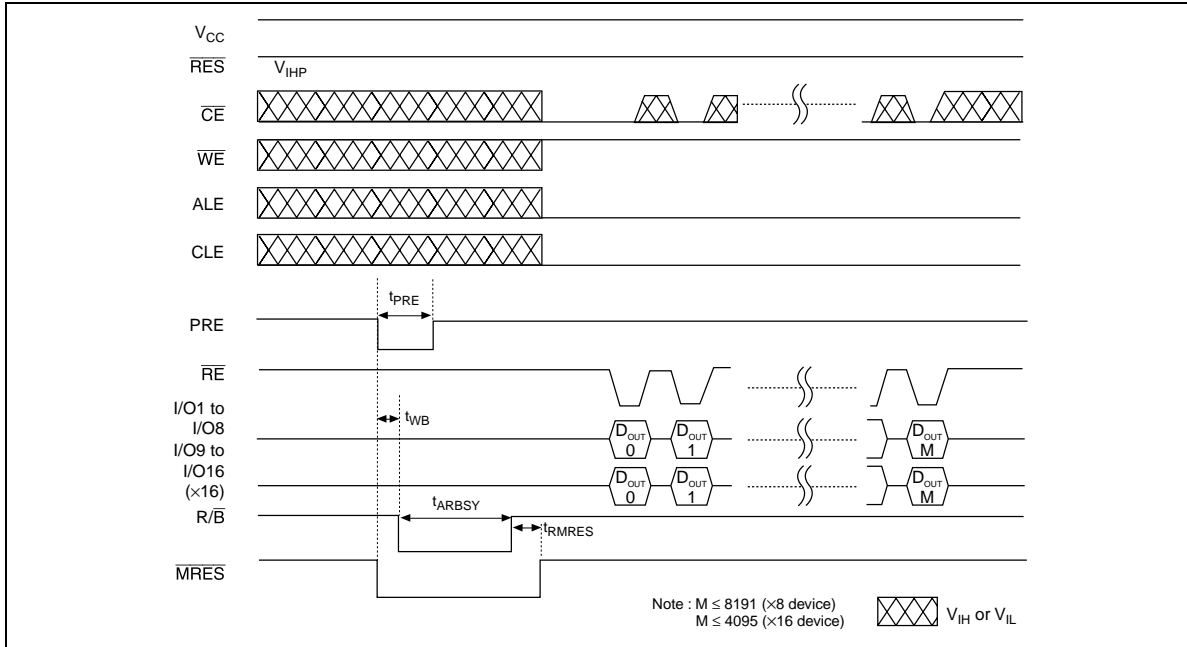 VCC
RES
VIHP
CE
WE
ALE
CLE
tPRE
PRE
RE
I/O1 to
I/O8
I/O9 to
I/O16
(×16)
tWB
DOUT
0
DOUT
1
DOUT
M
DOUT
0
DOUT
1
DOUT
M
tARBSY
R/B
tRMRES
MRES
Note : M ≤ 8191 (×8 device)
M ≤ 4095 (×16 device)
VIH or VIL